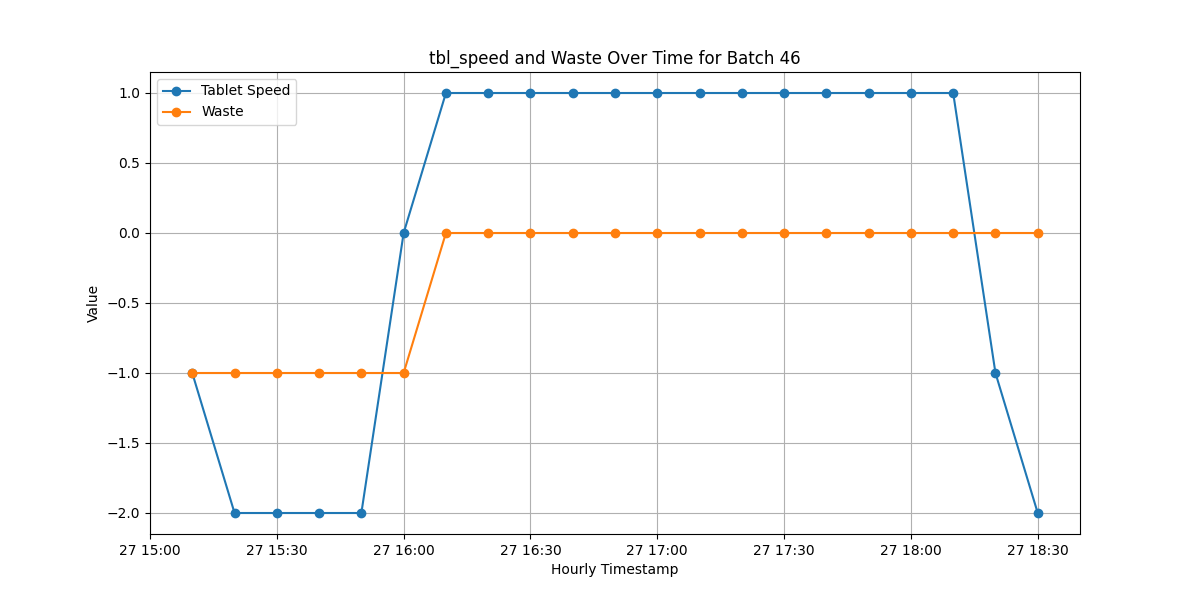 tbl_speed and Waste Over Time for Batch 46
Tablet Speed
Waste
1.0
0.5
0.0
−0.5
−1.0
−1.5
−2.0
Value
27 15:00 27 15:30 27 16:00 27 16:30 27 17:00 27 17:30 27 18:00 27 18:30
Hourly Timestamp